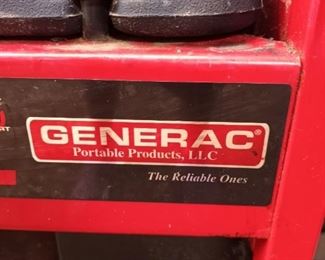 GENERAC®
Portable Products, LLC
The Reliable Ones